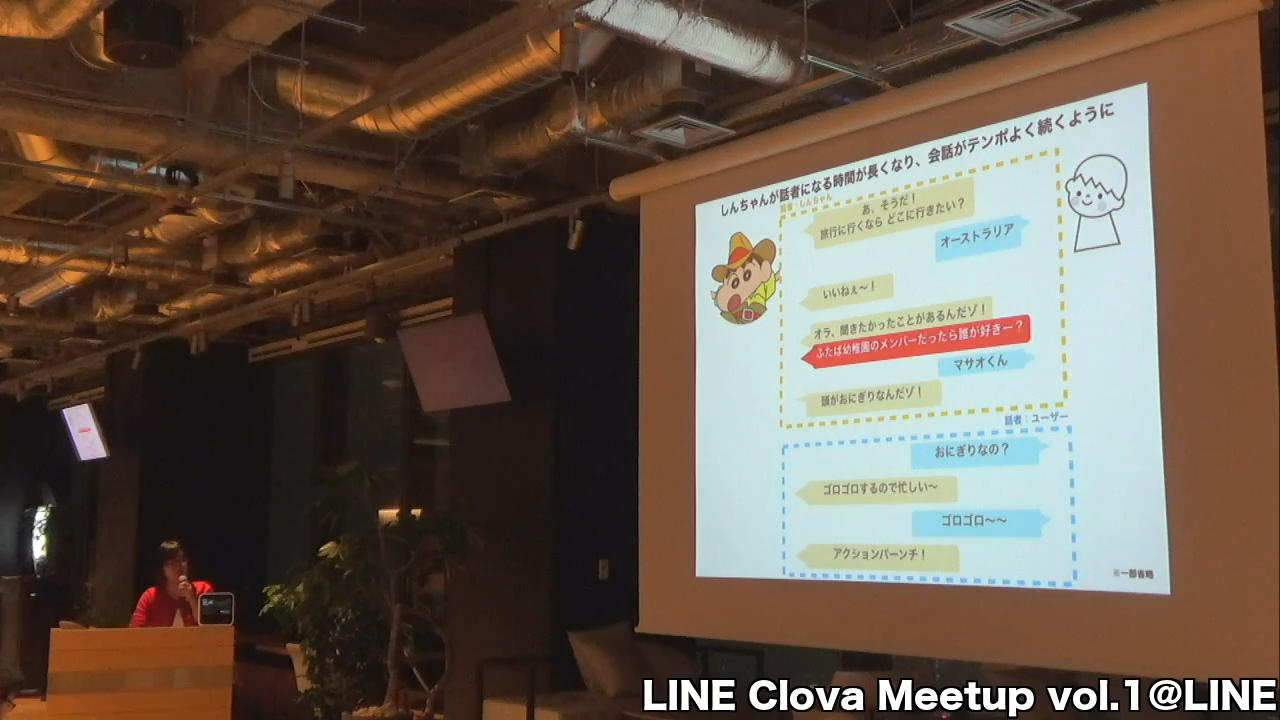 しんちゃんが話者になる時間が長くなり、会話がテンポよく続くように
話者：しんちゃん
あ、そうだ！
旅行に行くなら どこに行きたい？
オーストラリア
いいねぇ〜！
オラ、聞きたかったことがあるんだゾ！
ふたば幼稚園のメンバーだったら誰が好きー？
マサオくん
頭がおにぎりなんだゾ！
話者：ユーザー
おにぎりなの？
ゴロゴロするので忙しい〜
ゴロゴロ〜〜
アクションパーンチ！
※一部省略
LINE Clova Meetup vol.1@LINE